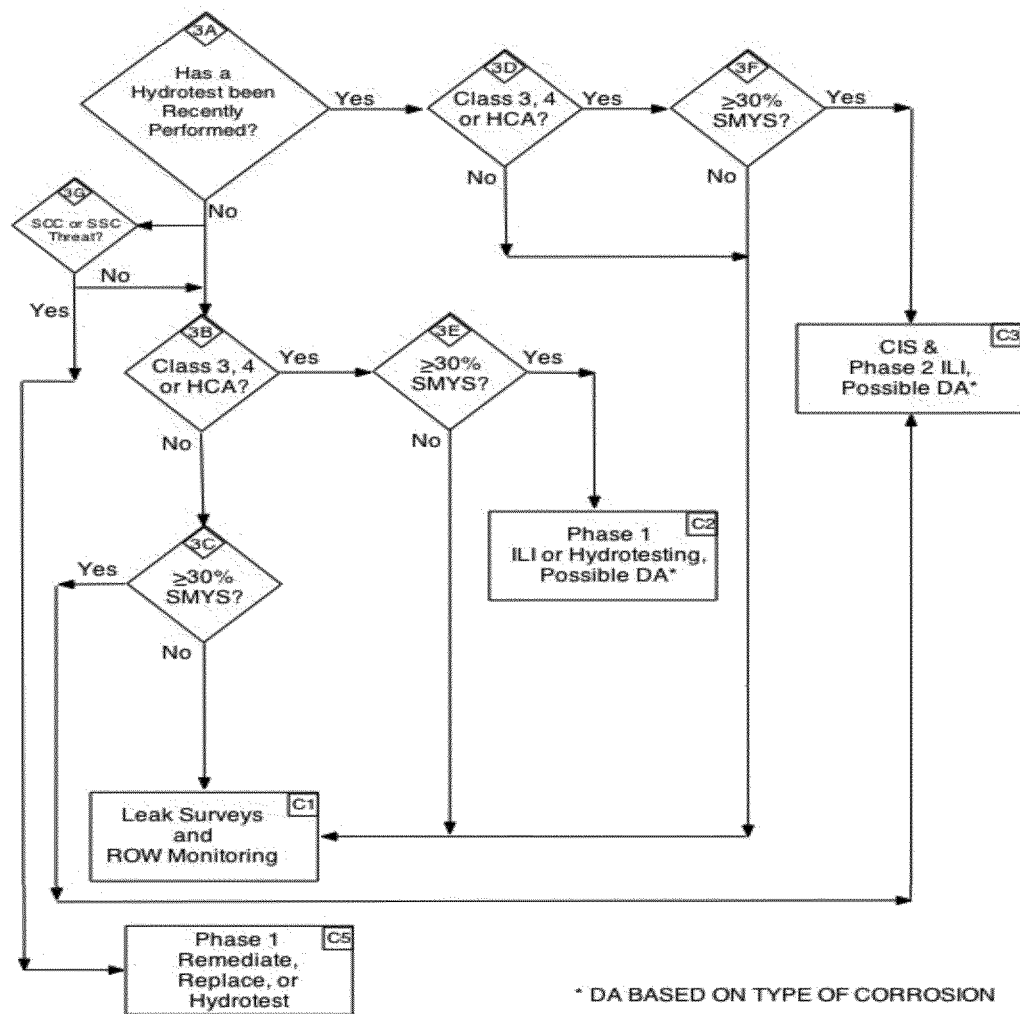 3A
Has a
Hydrotest been
Recently
Performed?
Yes
No
3D
Class 3, 4
or HCA?
Yes
No
3F
≥30%
SMYS?
Yes
No
3G
SCC or SSC
Threat?
No
Yes
3B
Class 3, 4
or HCA?
Yes
No
3E
≥30%
SMYS?
Yes
No
C3
CIS &
Phase 2 ILI,
Possible DA*
C2
Phase 1
ILI or Hydrotesting,
Possible DA*
3C
≥30%
SMYS?
Yes
No
C1
Leak Surveys
and
ROW Monitoring
C5
Phase 1
Remediate,
Replace, or
Hydrotest
* DA BASED ON TYPE OF CORROSION